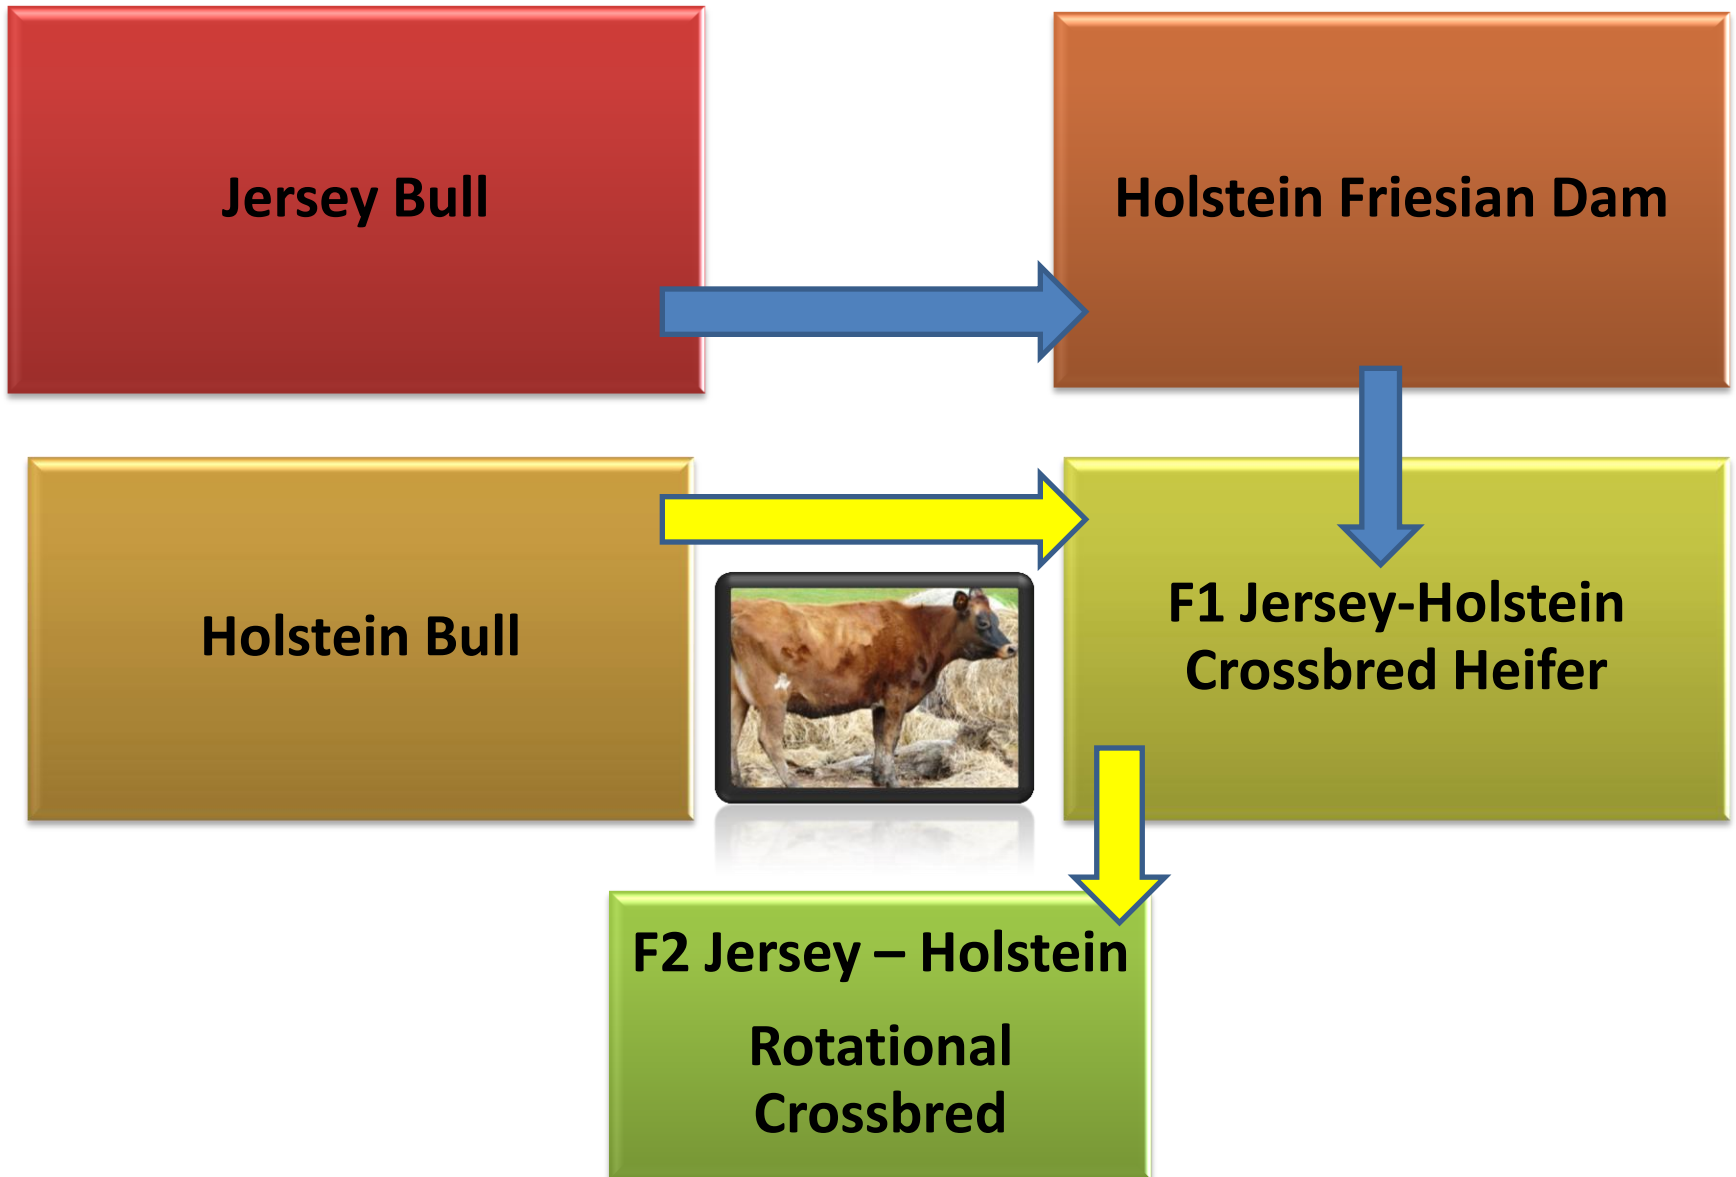 Jersey Bull
Holstein Friesian Dam
Holstein Bull
F1 Jersey-Holstein
Crossbred Heifer
F2 Jersey – Holstein
Rotational
Crossbred